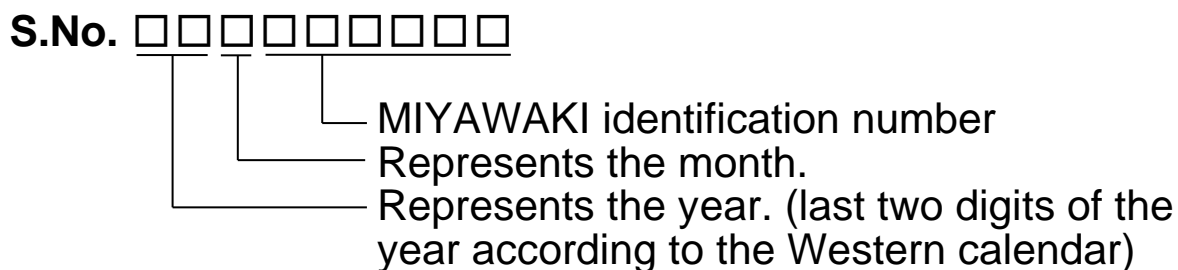 S.No. □□□□□□□□□
MIYAWAKI identification number
Represents the month.
Represents the year. (last two digits of the
year according to the Western calendar)